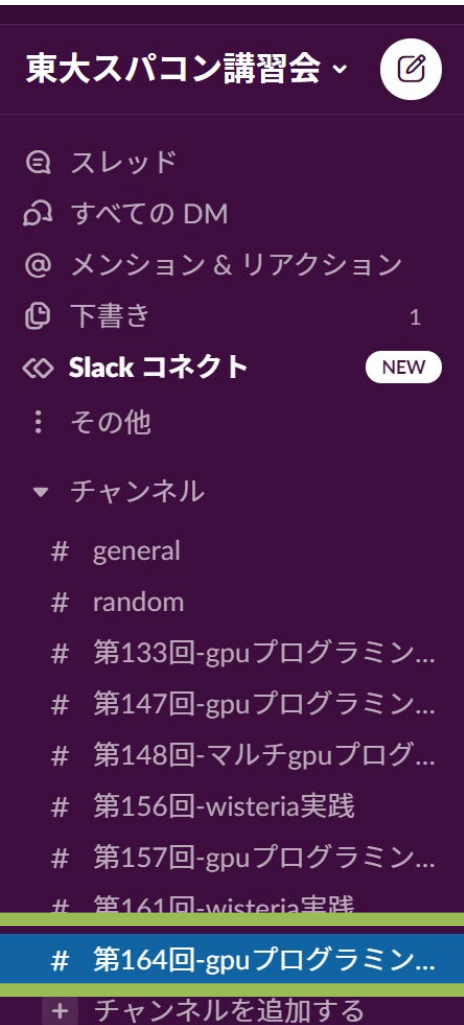 東大スパコン講習会
スレッド
すべての DM
@ メンション & リアクション
下書き 1
Slack コネクト NEW
その他
チャンネル
# general
# random
# 第133回-gpuプログラミン...
# 第147回-gpuプログラミン...
# 第148回-マルチgpuプログ...
# 第156回-wisteria実践
# 第157回-gpuプログラミン...
# 第161回-wisteria実践
# 第164回-gpuプログラミン...
+ チャンネルを追加する